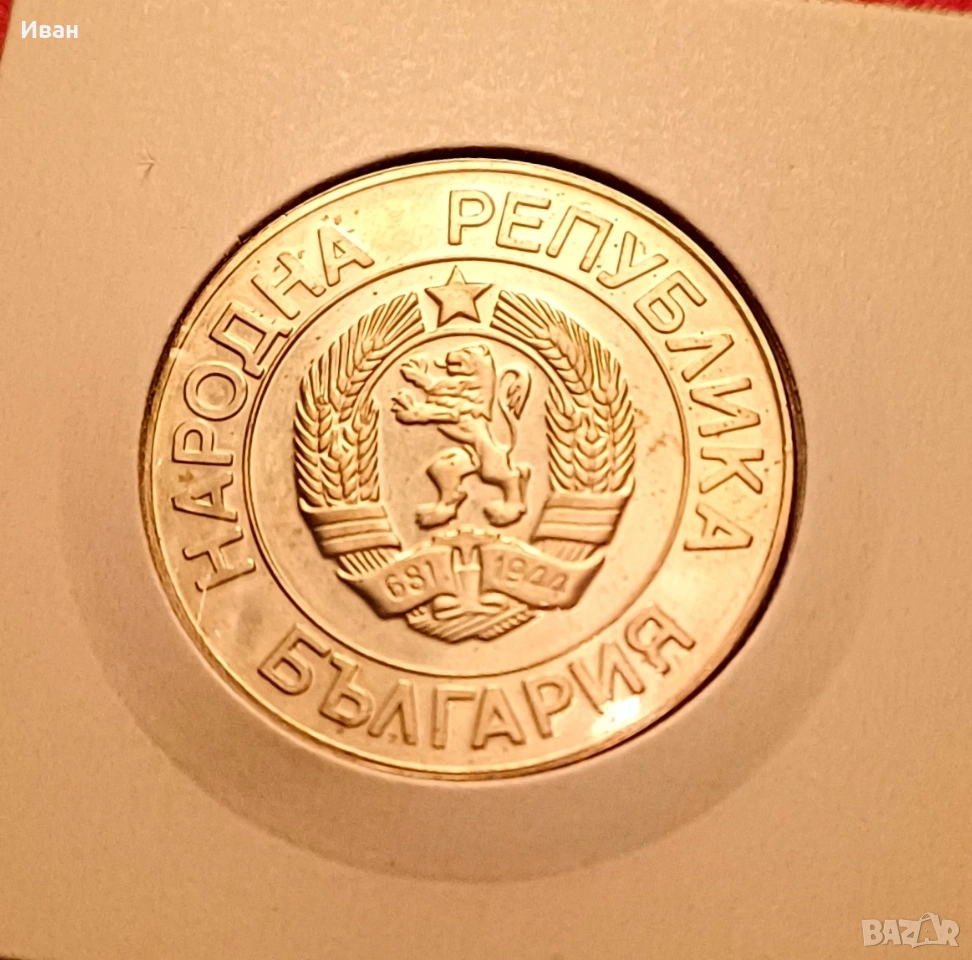 Иван
НАРОДНА РЕПУБЛИКА
БЪЛГАРИЯ
681 1944
BAZAR